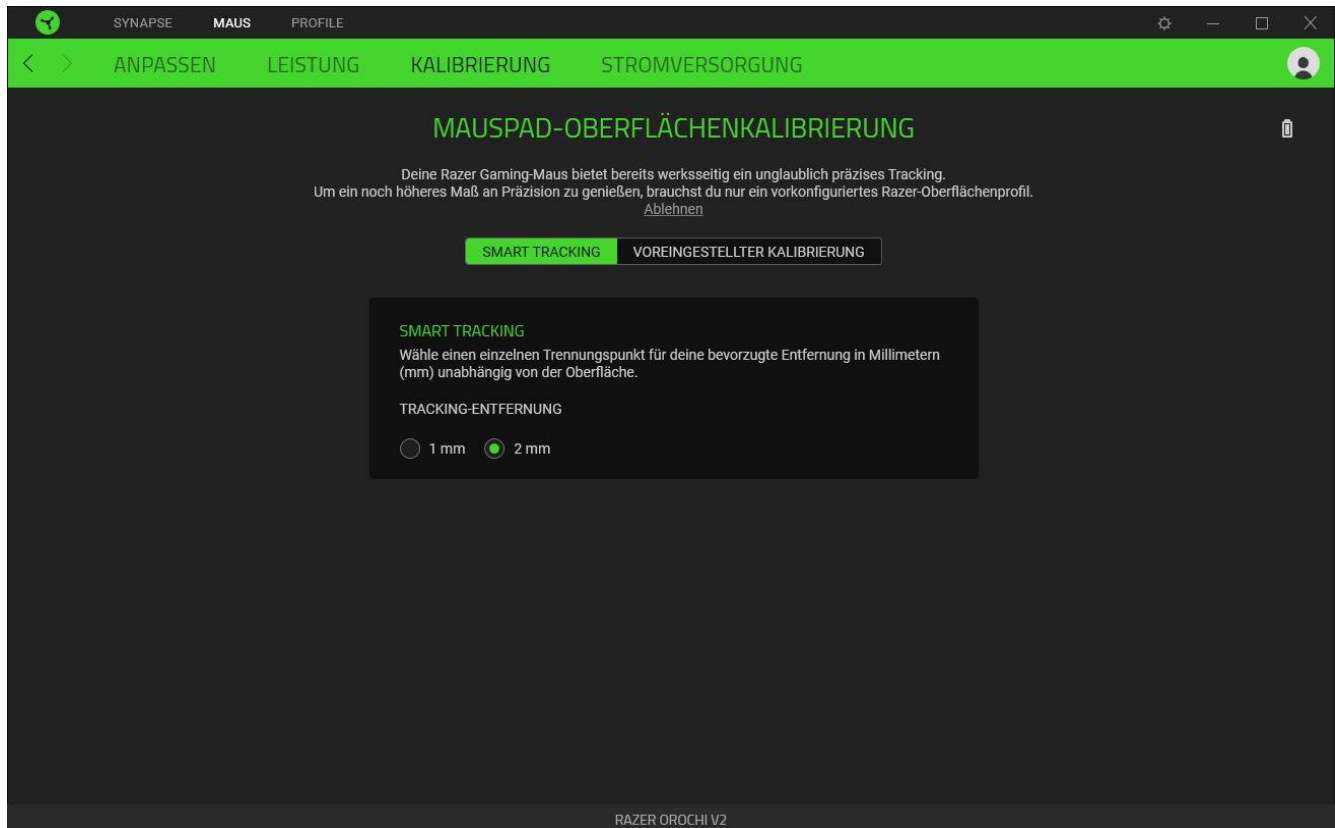 SYNAPSE MAUS PROFILE
ANPASSEN LEISTUNG KALIBRIERUNG STROMVERSORGUNG
MAUSPAD-OBERFLÄCHENKALIBRIERUNG
Deine Razer Gaming-Maus bietet bereits werksseitig ein unglaublich präzises Tracking.
Um ein noch höheres Maß an Präzision zu genießen, brauchst du nur ein vorkonfiguriertes Razer-Oberflächenprofil.
Ablehnen
SMART TRACKING VOREINGESTELLTER KALIBRIERUNG
SMART TRACKING
Wähle einen einzelnen Trennungspunkt für deine bevorzugte Entfernung in Millimetern
(mm) unabhängig von der Oberfläche.
TRACKING-ENTFERNUNG
1 mm 2 mm
RAZER OROCHI V2